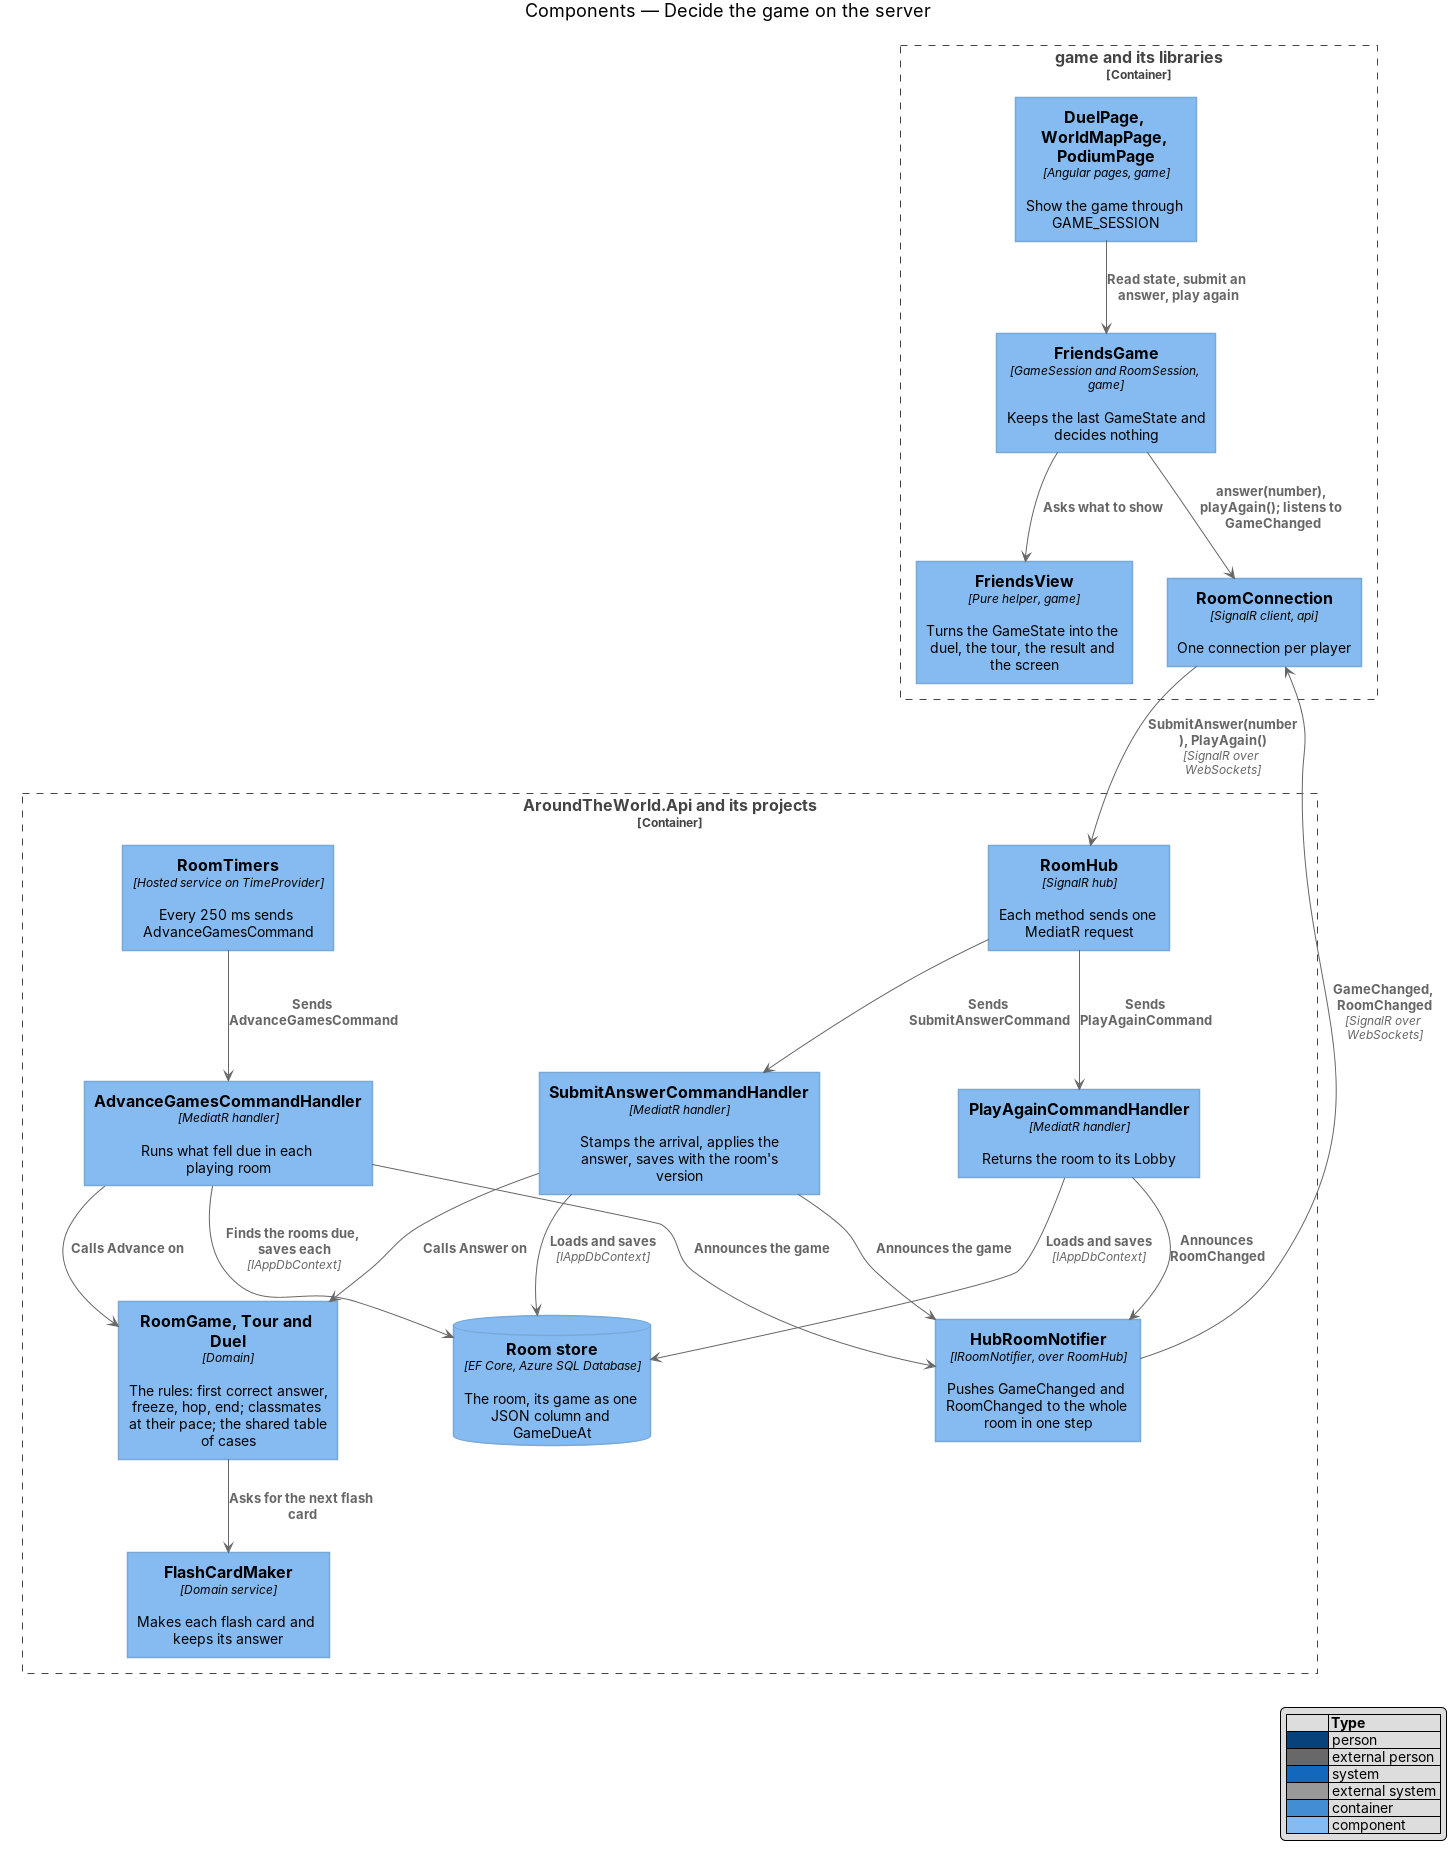 Components — Decide the game on the server
game and its libraries
[Container]
DuelPage,
WorldMapPage,
PodiumPage
[Angular pages, game]
Show the game through
GAME_SESSION
Read state, submit an
answer, play again
FriendsGame
[GameSession and RoomSession,
game]
Keeps the last GameState and
decides nothing
Asks what to show
answer(number),
playAgain(); listens to
GameChanged
FriendsView
[Pure helper, game]
Turns the GameState into the
duel, the tour, the result and
the screen
RoomConnection
[SignalR client, api]
One connection per player
SubmitAnswer(number
), PlayAgain()
[SignalR over
WebSockets]
AroundTheWorld.Api and its projects
[Container]
RoomTimers
[Hosted service on TimeProvider]
Every 250 ms sends
AdvanceGamesCommand
RoomHub
[SignalR hub]
Each method sends one
MediatR request
Sends
AdvanceGamesCommand
Sends
SubmitAnswerCommand
Sends
PlayAgainCommand
GameChanged,
RoomChanged
[SignalR over
WebSockets]
AdvanceGamesCommandHandler
[MediatR handler]
Runs what fell due in each
playing room
SubmitAnswerCommandHandler
[MediatR handler]
Stamps the arrival, applies the
answer, saves with the room's
version
PlayAgainCommandHandler
[MediatR handler]
Returns the room to its Lobby
Calls Advance on
Finds the rooms due,
saves each
[IAppDbContext]
Calls Answer on
Loads and saves
[IAppDbContext]
Announces the game
Announces the game
Loads and saves
[IAppDbContext]
Announces
RoomChanged
RoomGame, Tour and
Duel
[Domain]
The rules: first correct answer,
freeze, hop, end; classmates
at their pace; the shared table
of cases
Room store
[EF Core, Azure SQL Database]
The room, its game as one
JSON column and
GameDueAt
HubRoomNotifier
[IRoomNotifier, over RoomHub]
Pushes GameChanged and
RoomChanged to the whole
room in one step
Asks for the next flash
card
FlashCardMaker
[Domain service]
Makes each flash card and
keeps its answer
Type
person
external person
system
external system
container
component